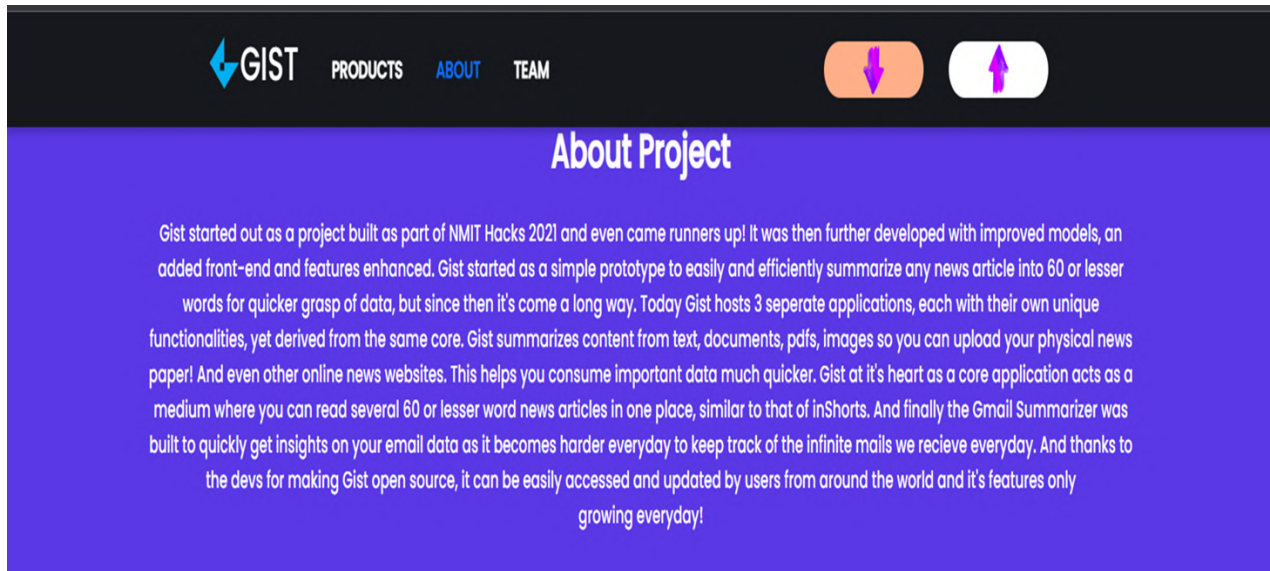 GIST PRODUCTS ABOUT TEAM
About Project
Gist started out as a project built as part of NMIT Hacks 2021 and even came runners up! It was then further developed with improved models, an
added front-end and features enhanced. Gist started as a simple prototype to easily and efficiently summarize any news article into 60 or lesser
words for quicker grasp of data, but since then it's come a long way. Today Gist hosts 3 seperate applications, each with their own unique
functionalities, yet derived from the same core. Gist summarizes content from text, documents, pdfs, images so you can upload your physical news
paper! And even other online news websites. This helps you consume important data much quicker. Gist at it's heart as a core application acts as a
medium where you can read several 60 or lesser word news articles in one place, similar to that of inShorts. And finally the Gmail Summarizer was
built to quickly get insights on your email data as it becomes harder everyday to keep track of the infinite mails we recieve everyday. And thanks to
the devs for making Gist open source, it can be easily accessed and updated by users from around the world and it's features only
growing everyday!